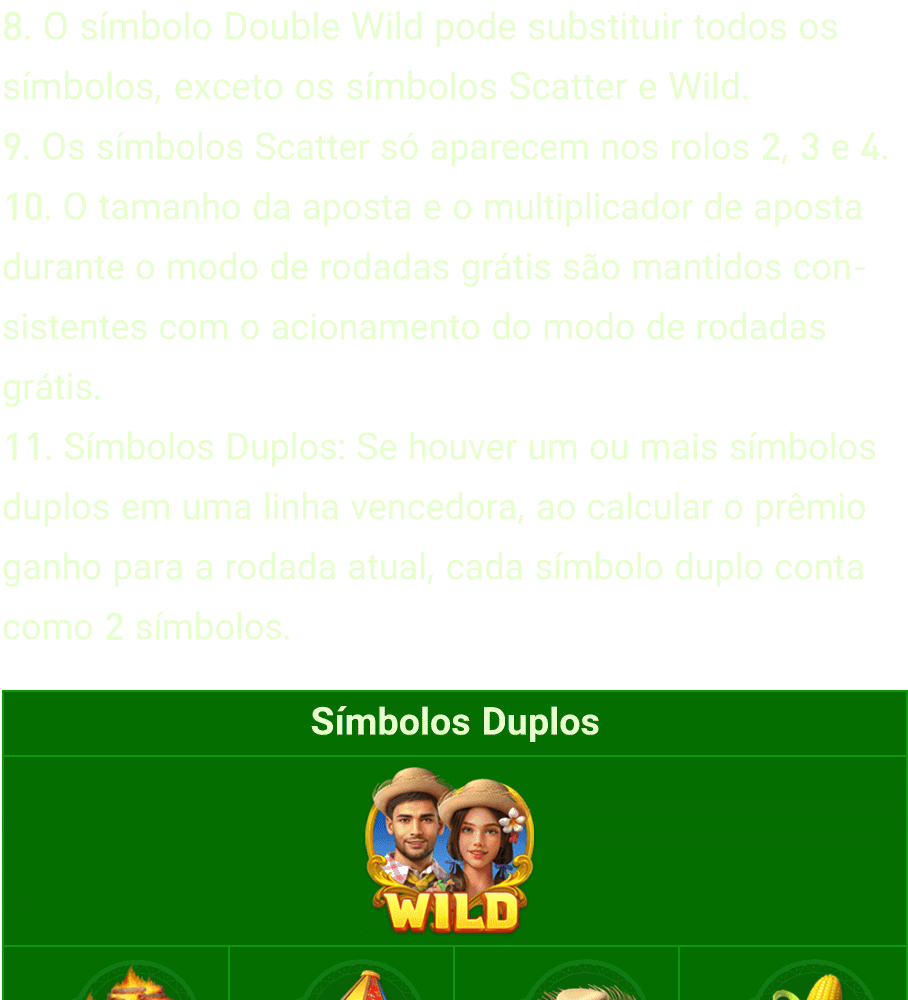 8. O símbolo Double Wild pode substituir todos os
símbolos, exceto os símbolos Scatter e Wild.
9. Os símbolos Scatter só aparecem nos rolos 2, 3 e 4.
10. O tamanho da aposta e o multiplicador de aposta
durante o modo de rodadas grátis são mantidos con-
sistentes com o acionamento do modo de rodadas
grátis.
11. Símbolos Duplos: Se houver um ou mais símbolos
duplos em uma linha vencedora, ao calcular o prêmio
ganho para a rodada atual, cada símbolo duplo conta
como 2 símbolos.
Símbolos Duplos
WILD